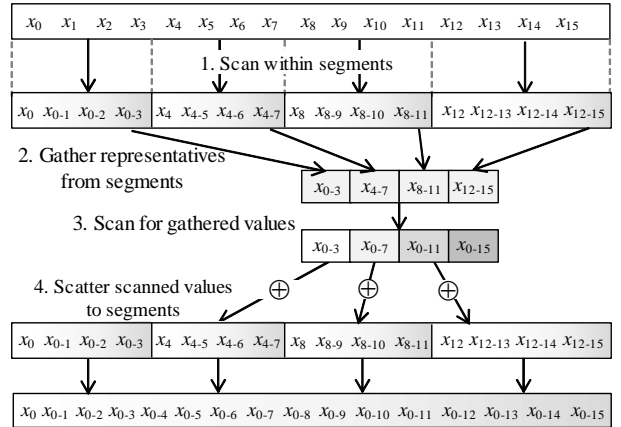 x0 x1 x2 x3 x4 x5 x6 x7 x8 x9 x10 x11 x12 x13 x14 x15
1. Scan within segments
x0 x0-1 x0-2 x0-3 x4 x4-5 x4-6 x4-7 x8 x8-9 x8-10 x8-11 x12 x12-13 x12-14 x12-15
2. Gather representatives
from segments
x0-3 x4-7 x8-11 x12-15
3. Scan for gathered values
x0-3 x0-7 x0-11 x0-15
4. Scatter scanned values
to segments
⊕ ⊕ ⊕
x0 x0-1 x0-2 x0-3 x4 x4-5 x4-6 x4-7 x8 x8-9 x8-10 x8-11 x12 x12-13 x12-14 x12-15
x0 x0-1 x0-2 x0-3 x0-4 x0-5 x0-6 x0-7 x0-8 x0-9 x0-10 x0-11 x0-12 x0-13 x0-14 x0-15